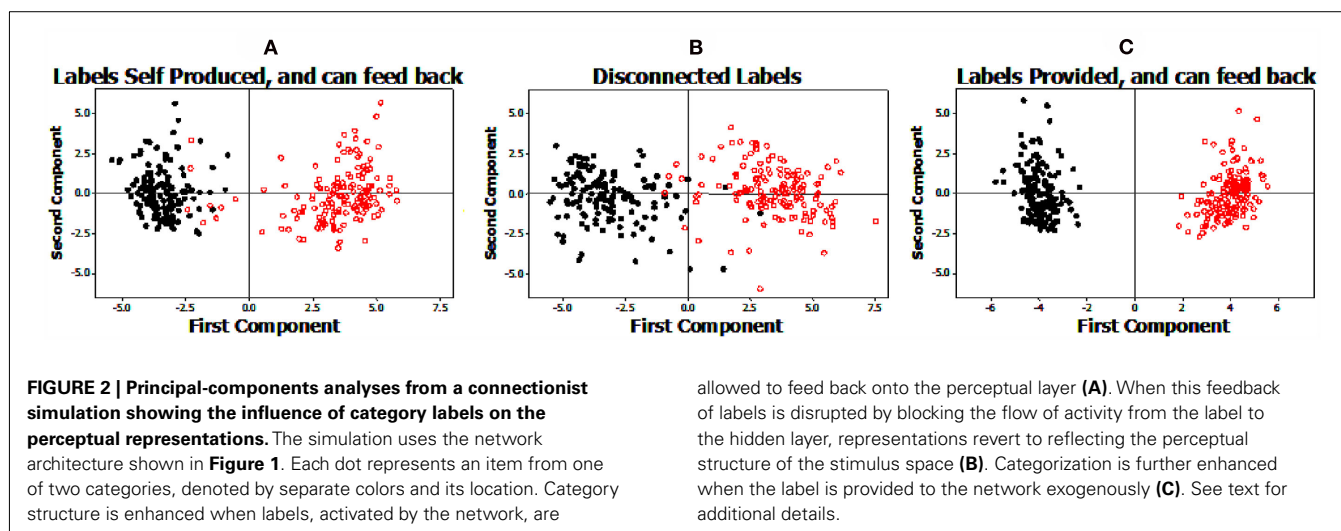 A
Labels Self Produced, and can feed back
Second Component
5.0
2.5
0.0
-2.5
-5.0
-5.0 -2.5 0.0 2.5 5.0 7.5
First Component
B
Disconnected Labels
Second Component
5.0
2.5
0.0
-2.5
-5.0
-5.0 -2.5 0.0 2.5 5.0 7.5
First Component
C
Labels Provided, and can feed back
Second Component
5.0
2.5
0.0
-2.5
-5.0
-6 -4 -2 0 2 4 6
First Component
FIGURE 2 | Principal-components analyses from a connectionist
simulation showing the influence of category labels on the
perceptual representations. The simulation uses the network
architecture shown in Figure 1. Each dot represents an item from one
of two categories, denoted by separate colors and its location. Category
structure is enhanced when labels, activated by the network, are
allowed to feed back onto the perceptual layer (A). When this feedback
of labels is disrupted by blocking the flow of activity from the label to
the hidden layer, representations revert to reflecting the perceptual
structure of the stimulus space (B). Categorization is further enhanced
when the label is provided to the network exogenously (C). See text for
additional details.